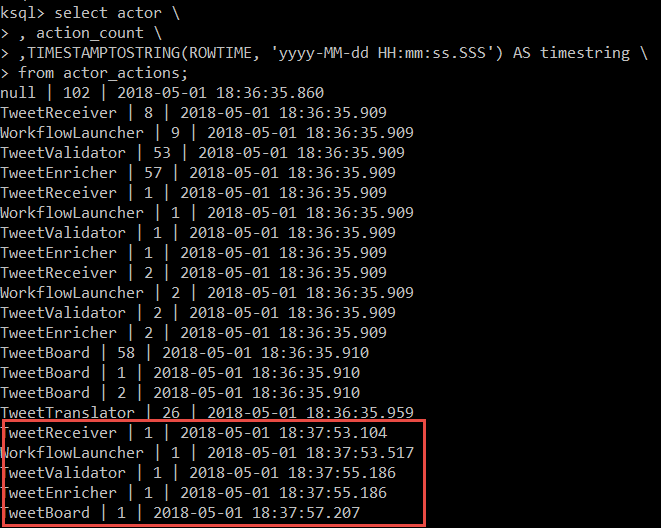 ksql> select actor \
> , action_count \
> ,TIMESTAMPTOSTRING(ROWTIME, 'yyyy-MM-dd HH:mm:ss.SSS') AS timestring \
> from actor_actions;
null | 102 | 2018-05-01 18:36:35.860
TweetReceiver | 8 | 2018-05-01 18:36:35.909
WorkflowLauncher | 9 | 2018-05-01 18:36:35.909
TweetValidator | 53 | 2018-05-01 18:36:35.909
TweetEnricher | 57 | 2018-05-01 18:36:35.909
TweetReceiver | 1 | 2018-05-01 18:36:35.909
WorkflowLauncher | 1 | 2018-05-01 18:36:35.909
TweetValidator | 1 | 2018-05-01 18:36:35.909
TweetEnricher | 1 | 2018-05-01 18:36:35.909
TweetReceiver | 2 | 2018-05-01 18:36:35.909
WorkflowLauncher | 2 | 2018-05-01 18:36:35.909
TweetValidator | 2 | 2018-05-01 18:36:35.909
TweetEnricher | 2 | 2018-05-01 18:36:35.909
TweetBoard | 58 | 2018-05-01 18:36:35.910
TweetBoard | 1 | 2018-05-01 18:36:35.910
TweetBoard | 2 | 2018-05-01 18:36:35.910
TweetTranslator | 26 | 2018-05-01 18:36:35.959
TweetReceiver | 1 | 2018-05-01 18:37:53.104
WorkflowLauncher | 1 | 2018-05-01 18:37:53.517
TweetValidator | 1 | 2018-05-01 18:37:55.186
TweetEnricher | 1 | 2018-05-01 18:37:55.186
TweetBoard | 1 | 2018-05-01 18:37:57.207